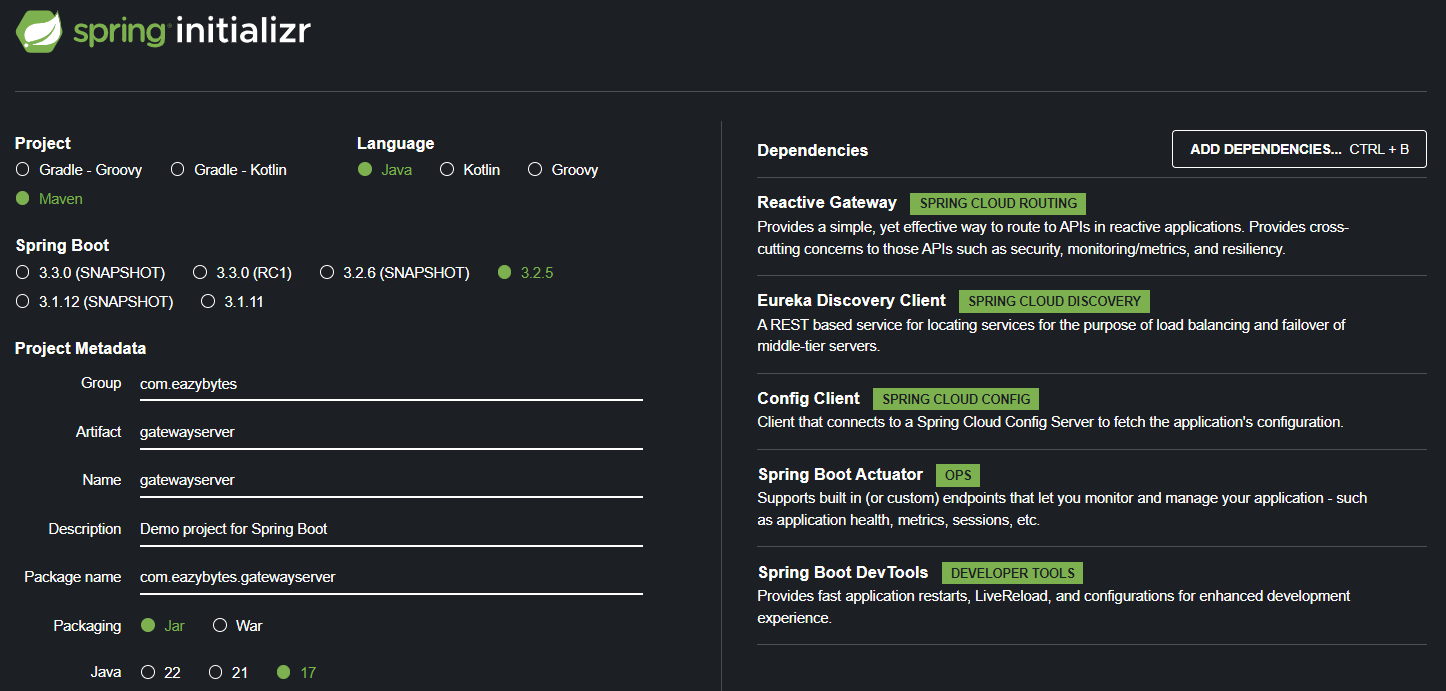 spring initializr
Project
Gradle - Groovy Gradle - Kotlin
Maven
Language
Java Kotlin Groovy
Spring Boot
3.3.0 (SNAPSHOT) 3.3.0 (RC1) 3.2.6 (SNAPSHOT) 3.2.5
3.1.12 (SNAPSHOT) 3.1.11
Project Metadata
Group com.eazybytes
Artifact gatewayserver
Name gatewayserver
Description Demo project for Spring Boot
Package name com.eazybytes.gatewayserver
Packaging Jar War
Java 22 21 17
Dependencies
ADD DEPENDENCIES... CTRL + B
Reactive Gateway SPRING CLOUD ROUTING
Provides a simple, yet effective way to route to APIs in reactive applications. Provides cross-
cutting concerns to those APIs such as security, monitoring/metrics, and resiliency.
Eureka Discovery Client SPRING CLOUD DISCOVERY
A REST based service for locating services for the purpose of load balancing and failover of
middle-tier servers.
Config Client SPRING CLOUD CONFIG
Client that connects to a Spring Cloud Config Server to fetch the application's configuration.
Spring Boot Actuator OPS
Supports built in (or custom) endpoints that let you monitor and manage your application - such
as application health, metrics, sessions, etc.
Spring Boot DevTools DEVELOPER TOOLS
Provides fast application restarts, LiveReload, and configurations for enhanced development
experience.